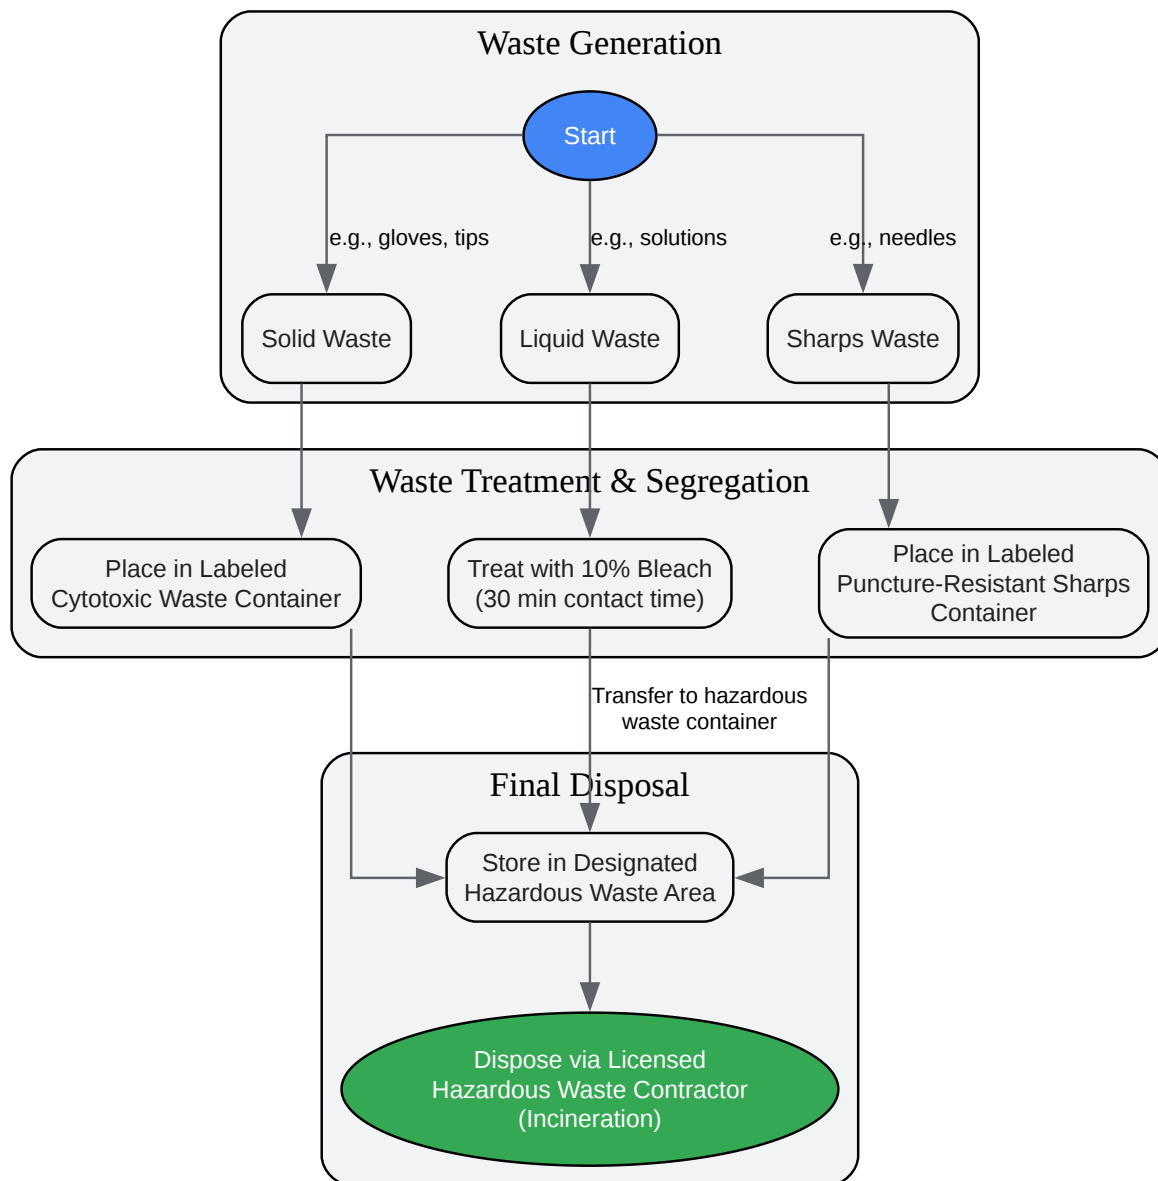 Waste Generation
Start
e.g., gloves, tips
e.g., solutions
e.g., needles
Solid Waste
Liquid Waste
Sharps Waste
Waste Treatment & Segregation
Place in Labeled
Cytotoxic Waste Container
Treat with 10% Bleach
(30 min contact time)
Place in Labeled
Puncture-Resistant Sharps
Container
Transfer to hazardous
waste container
Final Disposal
Store in Designated
Hazardous Waste Area
Dispose via Licensed
Hazardous Waste Contractor
(Incineration)